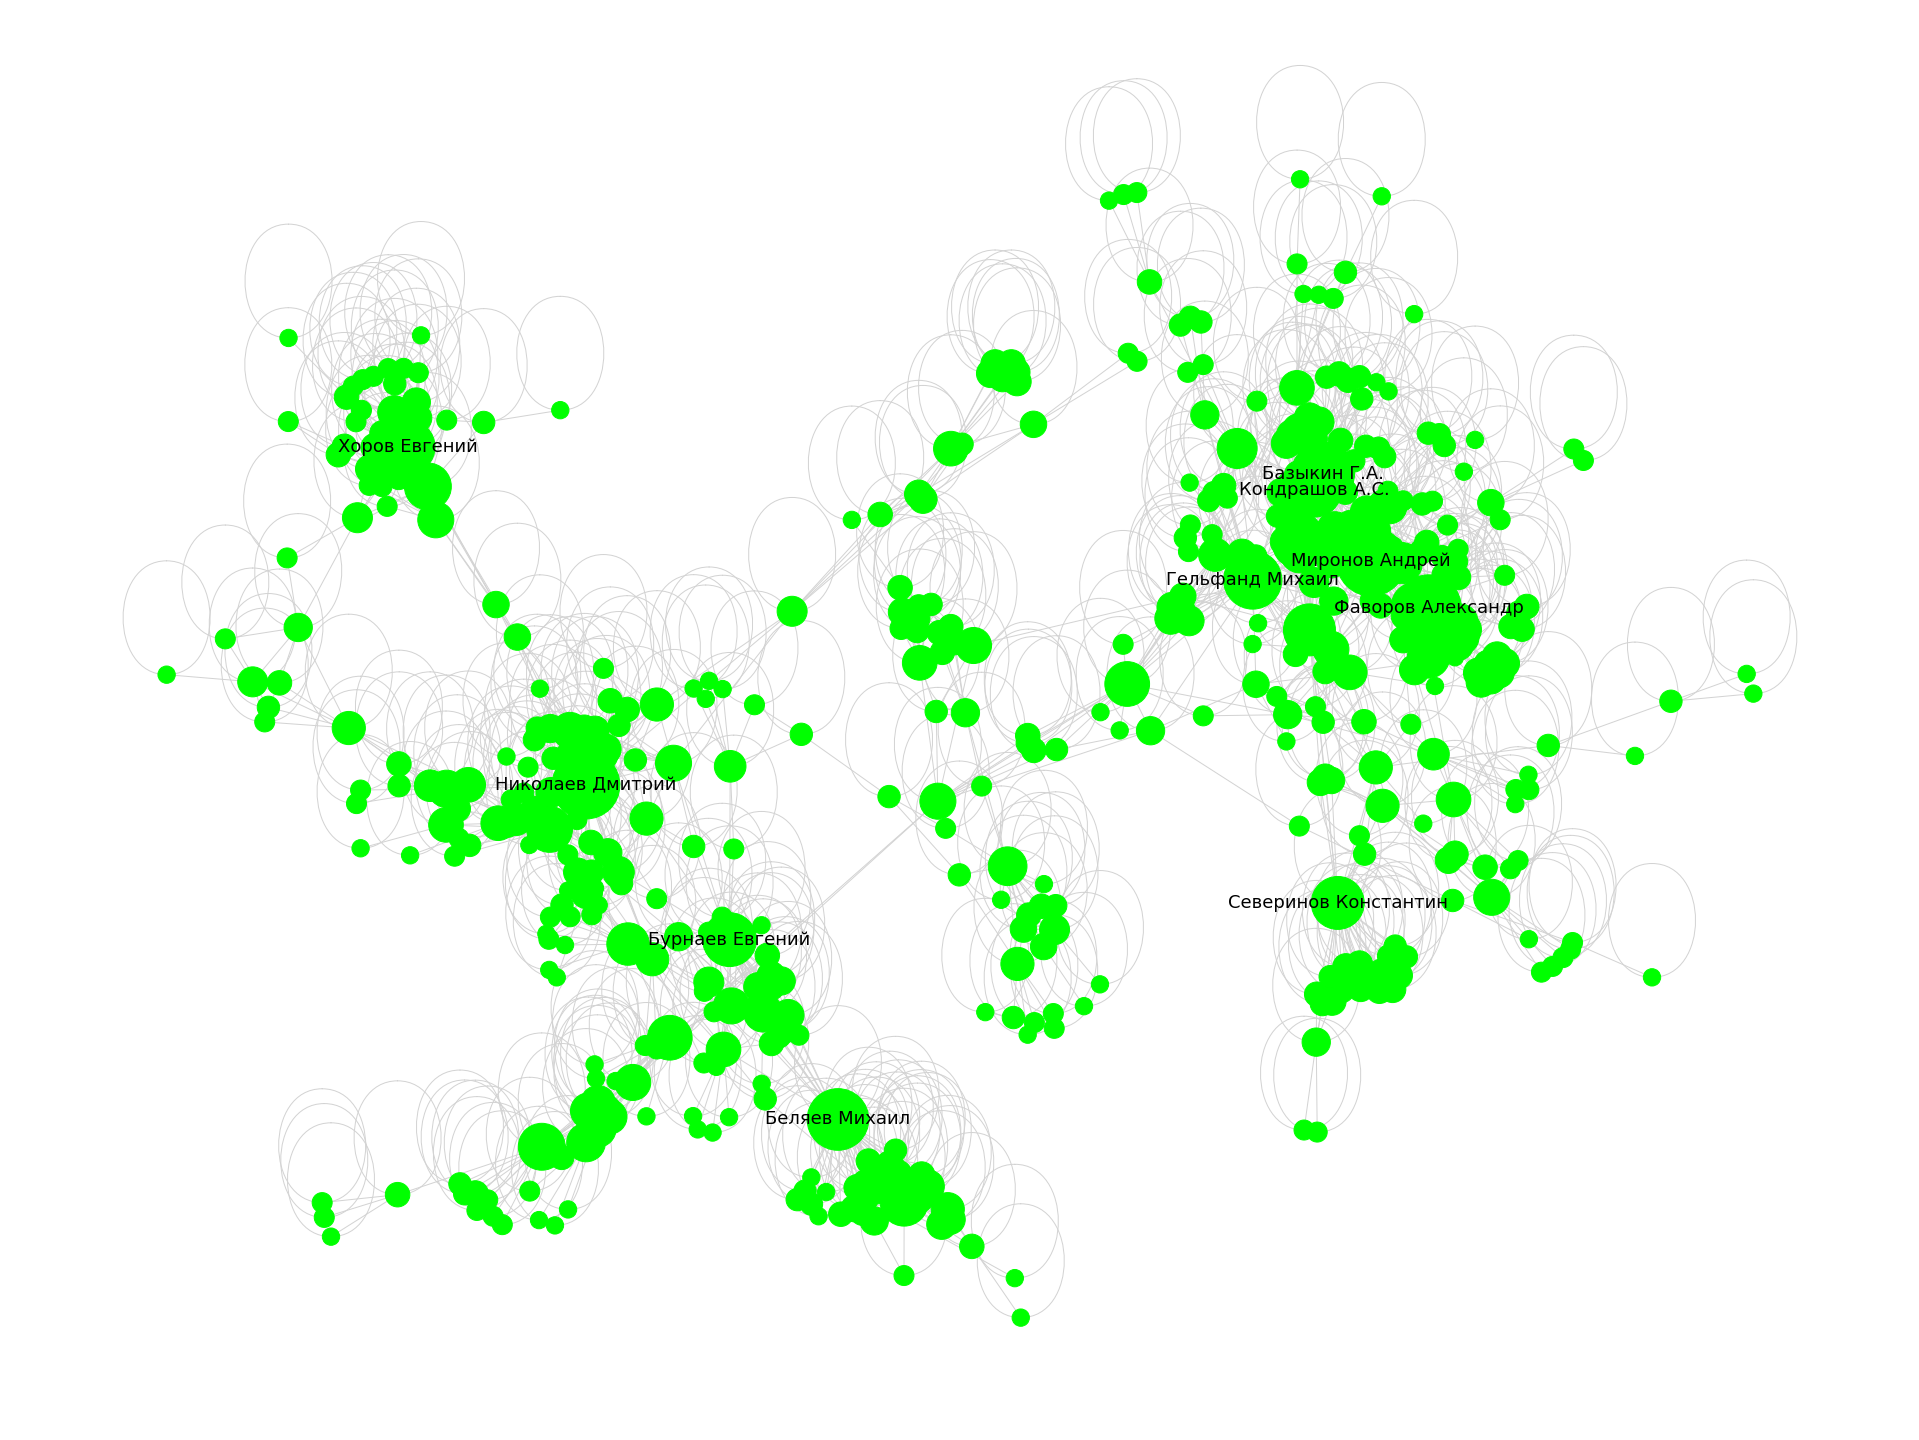 Хоров Евгений
Базыкин Г.А.
Кондрашов А.С.
Миронов Андрей
Гельфанд Михаил
Фаворов Александр
Николаев Дмитрий
Северинов Константин
Бурнаев Евгений
Беляев Михаил